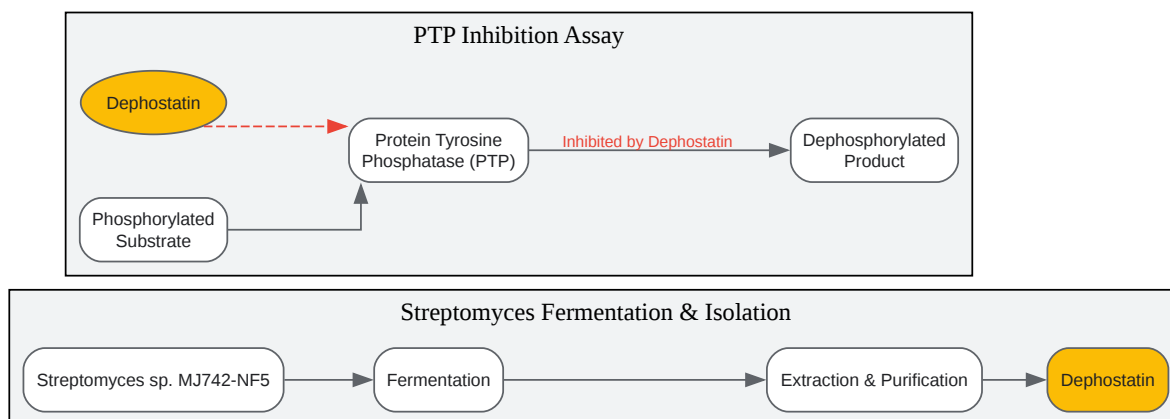 PTP Inhibition Assay
Dephostatin
Protein Tyrosine
Phosphatase (PTP)
Inhibited by Dephostatin
Dephosphorylated
Product
Phosphorylated
Substrate
Streptomyces Fermentation & Isolation
Streptomyces sp. MJ742-NF5
Fermentation
Extraction & Purification
Dephostatin